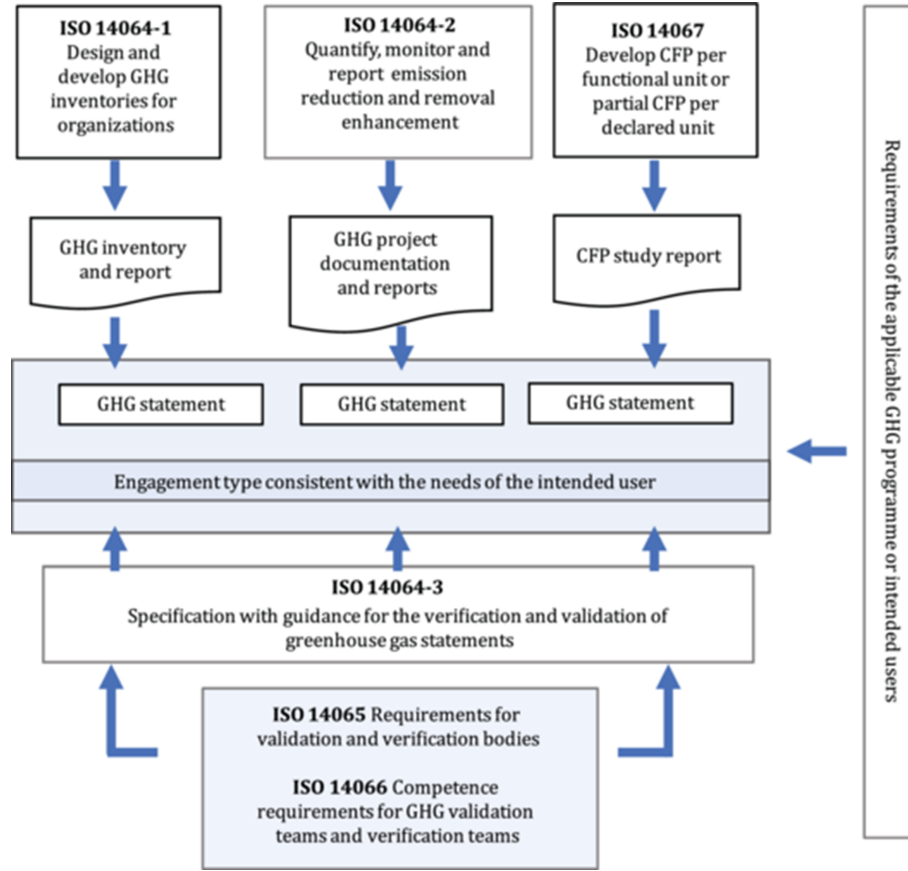 ISO 14064-1
Design and
develop GHG
inventories for
organizations
ISO 14064-2
Quantify, monitor and
report emission
reduction and removal
enhancement
ISO 14067
Develop CFP per
functional unit or
partial CFP per
declared unit
GHG inventory
and report
GHG project
documentation
and reports
CFP study report
GHG statement
GHG statement
GHG statement
Engagement type consistent with the needs of the intended user
ISO 14064-3
Specification with guidance for the verification and validation of
greenhouse gas statements
ISO 14065 Requirements for
validation and verification bodies
ISO 14066 Competence
requirements for GHG validation
teams and verification teams
Requirements of the applicable GHG programme or intended users